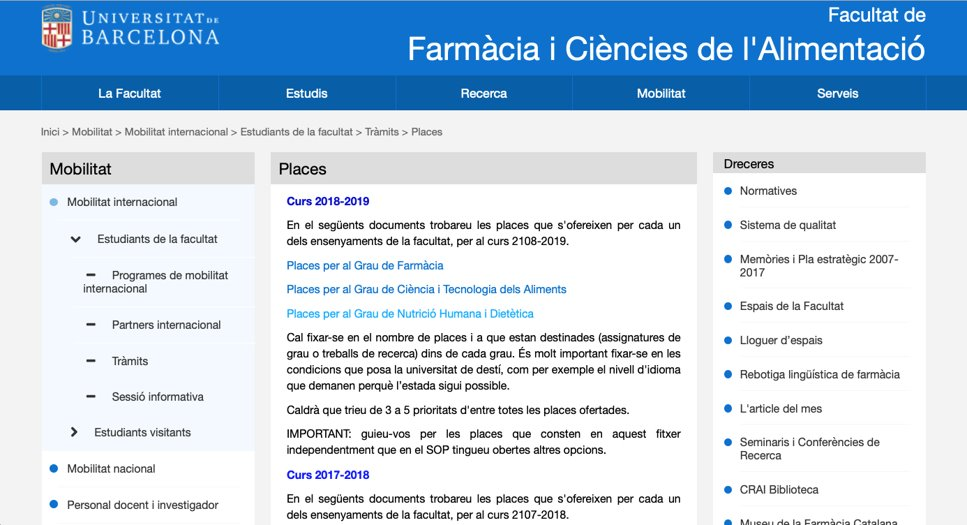 UNIVERSITAT DE
BARCELONA
Facultat de
Farmàcia i Ciències de l'Alimentació
La Facultat
Estudis
Recerca
Mobilitat
Serveis
Inici > Mobilitat > Mobilitat internacional > Estudiants de la facultat > Tràmits > Places
Mobilitat
Mobilitat internacional
Estudiants de la facultat
Programes de mobilitat
internacional
Partners internacional
Tràmits
Sessió informativa
Estudiants visitants
Mobilitat nacional
Personal docent i investigador
Places
Curs 2018-2019
En el següents documents trobareu les places que s'ofereixen per cada un
dels ensenyaments de la facultat, per al curs 2108-2019.
Places per al Grau de Farmàcia
Places per al Grau de Ciència i Tecnologia dels Aliments
Places per al Grau de Nutrició Humana i Dietètica
Cal fixar-se en el nombre de places i a que estan destinades (assignatures de
grau o treballs de recerca) dins de cada grau. És molt important fixar-se en les
condicions que posa la universitat de destí, com per exemple el nivell d'idioma
que demanen perquè l'estada sigui possible.
Caldrà que trieu de 3 a 5 prioritats d'entre totes les places ofertades.
IMPORTANT: guieu-vos per les places que consten en aquest fitxer
independentment que en el SOP tingueu obertes altres opcions.
Curs 2017-2018
En el següents documents trobareu les places que s'ofereixen per cada un
dels ensenyaments de la facultat, per al curs 2107-2018.
Dreceres
Normatives
Sistema de qualitat
Memòries i Pla estratègic 2007-
2017
Espais de la Facultat
Lloguer d'espais
Rebotiga lingüística de farmàcia
L'article del mes
Seminaris i Conferències de
Recerca
CRAI Biblioteca
Museu de la Farmàcia Catalana